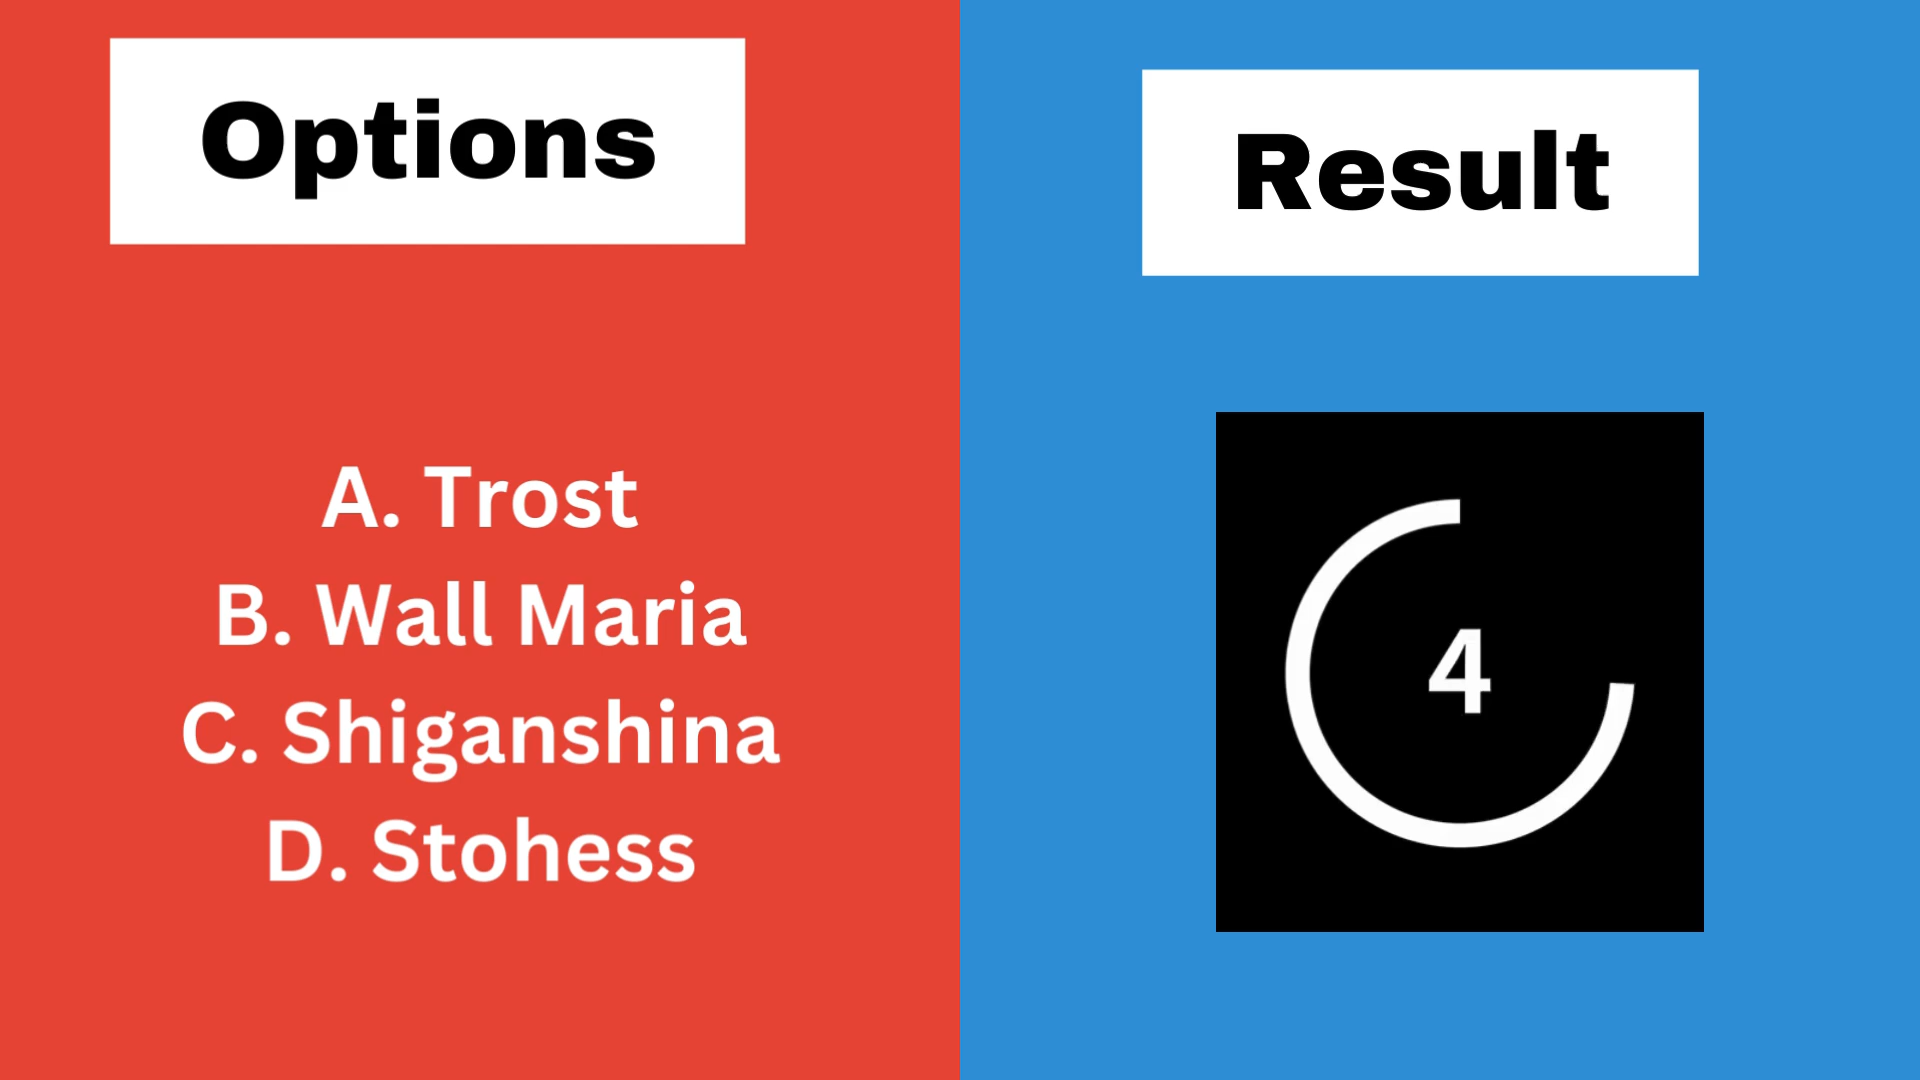 Options
A. Trost
B. Wall Maria
C. Shiganshina
D. Stohess
Result
4